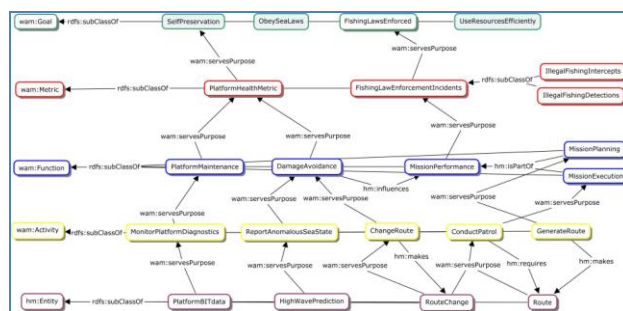 wam:Goal rdfs:subClassOf SelfPreservation ObeySeaLaws FishingLawsEnforced UseResourcesEfficiently
wam:servesPurpose wam:servesPurpose
IllegalFishingIntercepts
wam:Metric rdfs:subClassOf PlatformHealthMetric FishingLawEnforcementIncidents rdfs:subClassOf
IllegalFishingDetections
wam:servesPurpose wam:servesPurpose wam:servesPurpose
MissionPlanning
wam:Function rdfs:subClassOf PlatformMaintenance DamageAvoidance MissionPerformance hm:isPartOf
MissionExecution
hm:influences
wam:servesPurpose wam:servesPurpose wam:servesPurpose wam:servesPurpose wam:servesPurpose
wam:Activity rdfs:subClassOf MonitorPlatformDiagnostics ReportAnomalousSeaState ChangeRoute ConductPatrol GenerateRoute
hm:makes hm:requires hm:makes
wam:servesPurpose wam:servesPurpose wam:servesPurpose wam:servesPurpose
hm:Entity rdfs:subClassOf PlatformBITdata HighWavePrediction RouteChange Route